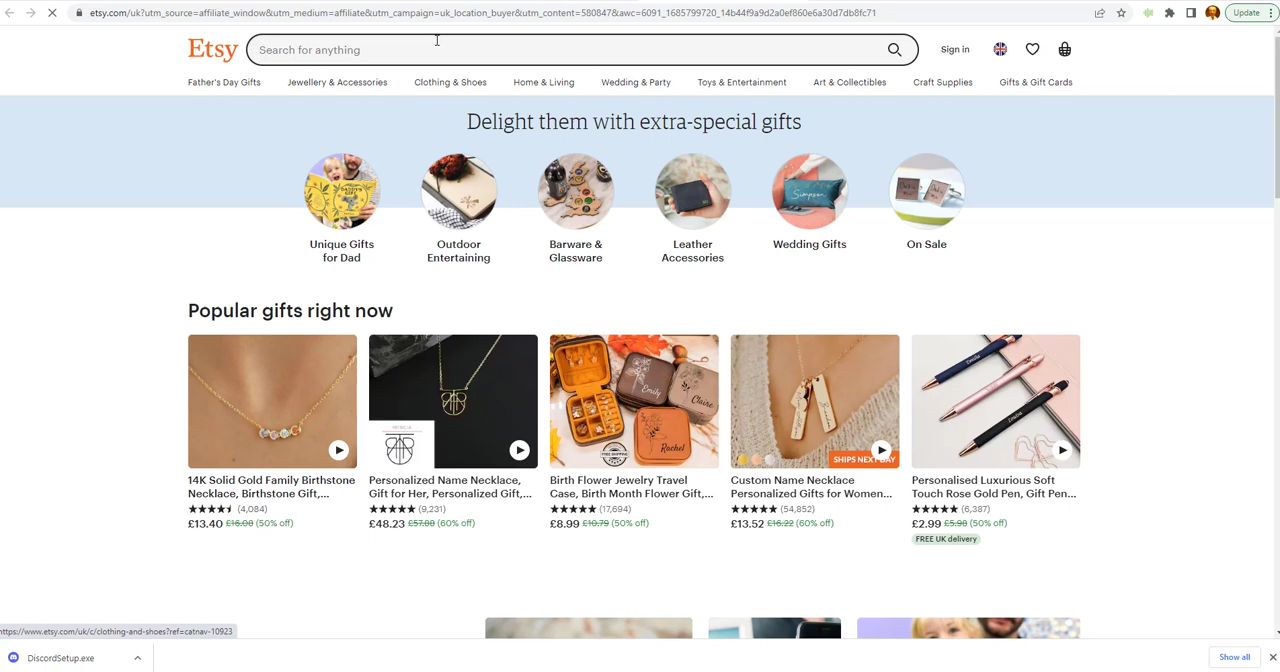 etsy.com/uk?utm_source=affiliate_window&utm_medium=affiliate&utm_campaign=uk_location_buyer&utm_content=580847&awc=6091_1685799720_14b44f9a9d2a0ef860e6a30d7db8fc71
Update
Etsy
Search for anything
Sign in
Father's Day Gifts Jewellery & Accessories Clothing & Shoes Home & Living Wedding & Party Toys & Entertainment Art & Collectibles Craft Supplies Gifts & Gift Cards
Delight them with extra-special gifts
Unique Gifts
for Dad
Outdoor
Entertaining
Barware &
Glassware
Leather
Accessories
Wedding Gifts
On Sale
Simpson
Popular gifts right now
Emily
Claire
Rachel
FREE SHIPPING
SHIPS NEXT DAY
14K Solid Gold Family Birthstone
Necklace, Birthstone Gift,...
(4,084)
£13.40 £16.08 (50% off)
Personalized Name Necklace,
Gift for Her, Personalized Gift,...
(9,231)
£48.23 £57.88 (60% off)
Birth Flower Jewelry Travel
Case, Birth Month Flower Gift,...
(17,694)
£8.99 £10.79 (50% off)
Custom Name Necklace
Personalized Gifts for Women...
(54,852)
£13.52 £16.22 (60% off)
Personalised Luxurious Soft
Touch Rose Gold Pen, Gift Pen...
(6,387)
£2.99 £5.98 (50% off)
FREE UK delivery
https://www.etsy.com/uk/c/clothing-and-shoes?ref=catnav-10923
DiscordSetup.exe
Show all